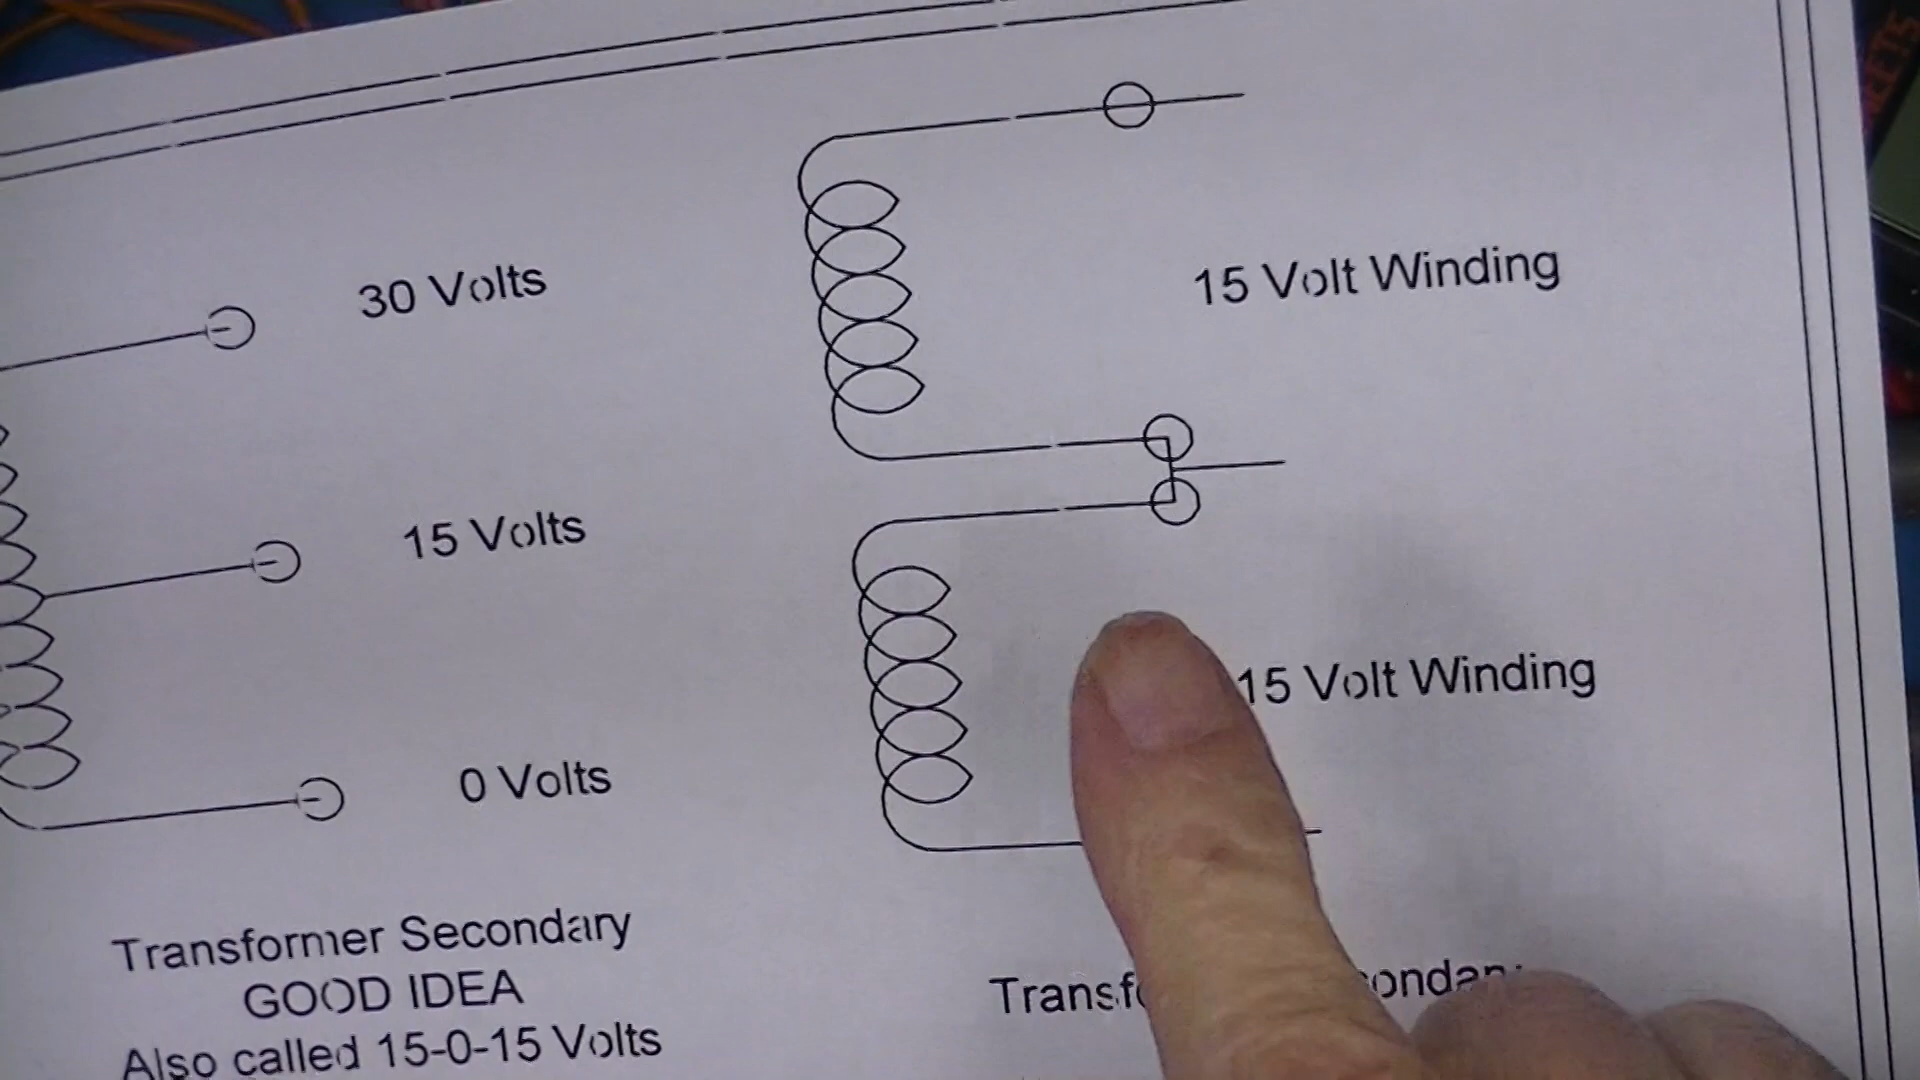 30 Volts
15 Volts
0 Volts
Transformer Secondary
GOOD IDEA
Also called 15-0-15 Volts
15 Volt Winding
15 Volt Winding